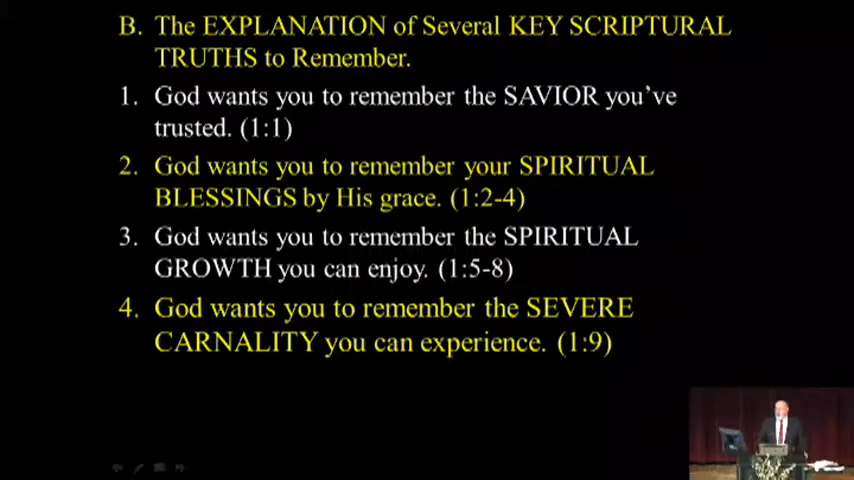 B. The EXPLANATION of Several KEY SCRIPTURAL
TRUTHS to Remember.
1. God wants you to remember the SAVIOR you've
trusted. (1:1)
2. God wants you to remember your SPIRITUAL
BLESSINGS by His grace. (1:2-4)
3. God wants you to remember the SPIRITUAL
GROWTH you can enjoy. (1:5-8)
4. God wants you to remember the SEVERE
CARNALITY you can experience. (1:9)